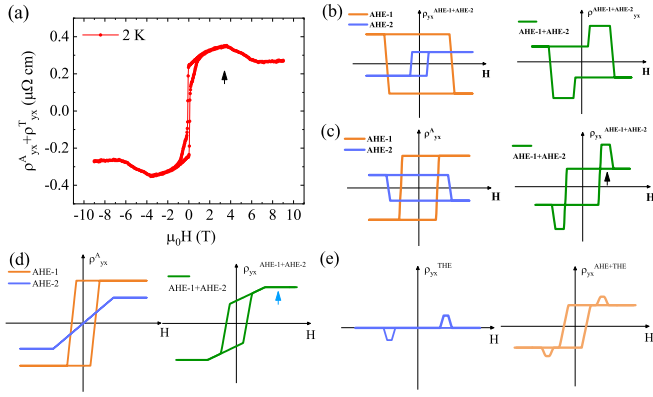 (a)
2 K
ρ^A_yx+ρ^T_yx (μΩ cm)
0.4
0.2
0.0
-0.2
-0.4
-10 -8 -6 -4 -2 0 2 4 6 8 10
μ₀H (T)
(b)
AHE-1
AHE-2
ρ_yx^AHE-1+AHE-2
H
AHE-1+AHE-2
ρ^AHE-1+AHE-2_yx
H
(c)
AHE-1
AHE-2
ρ^A_yx
H
AHE-1+AHE-2
ρ_yx^AHE-1+AHE-2
H
(d)
AHE-1
AHE-2
ρ^A_yx
H
AHE-1+AHE-2
ρ_yx^AHE-1+AHE-2
H
(e)
ρ_yx^THE
H
ρ_yx^AHE+THE
H